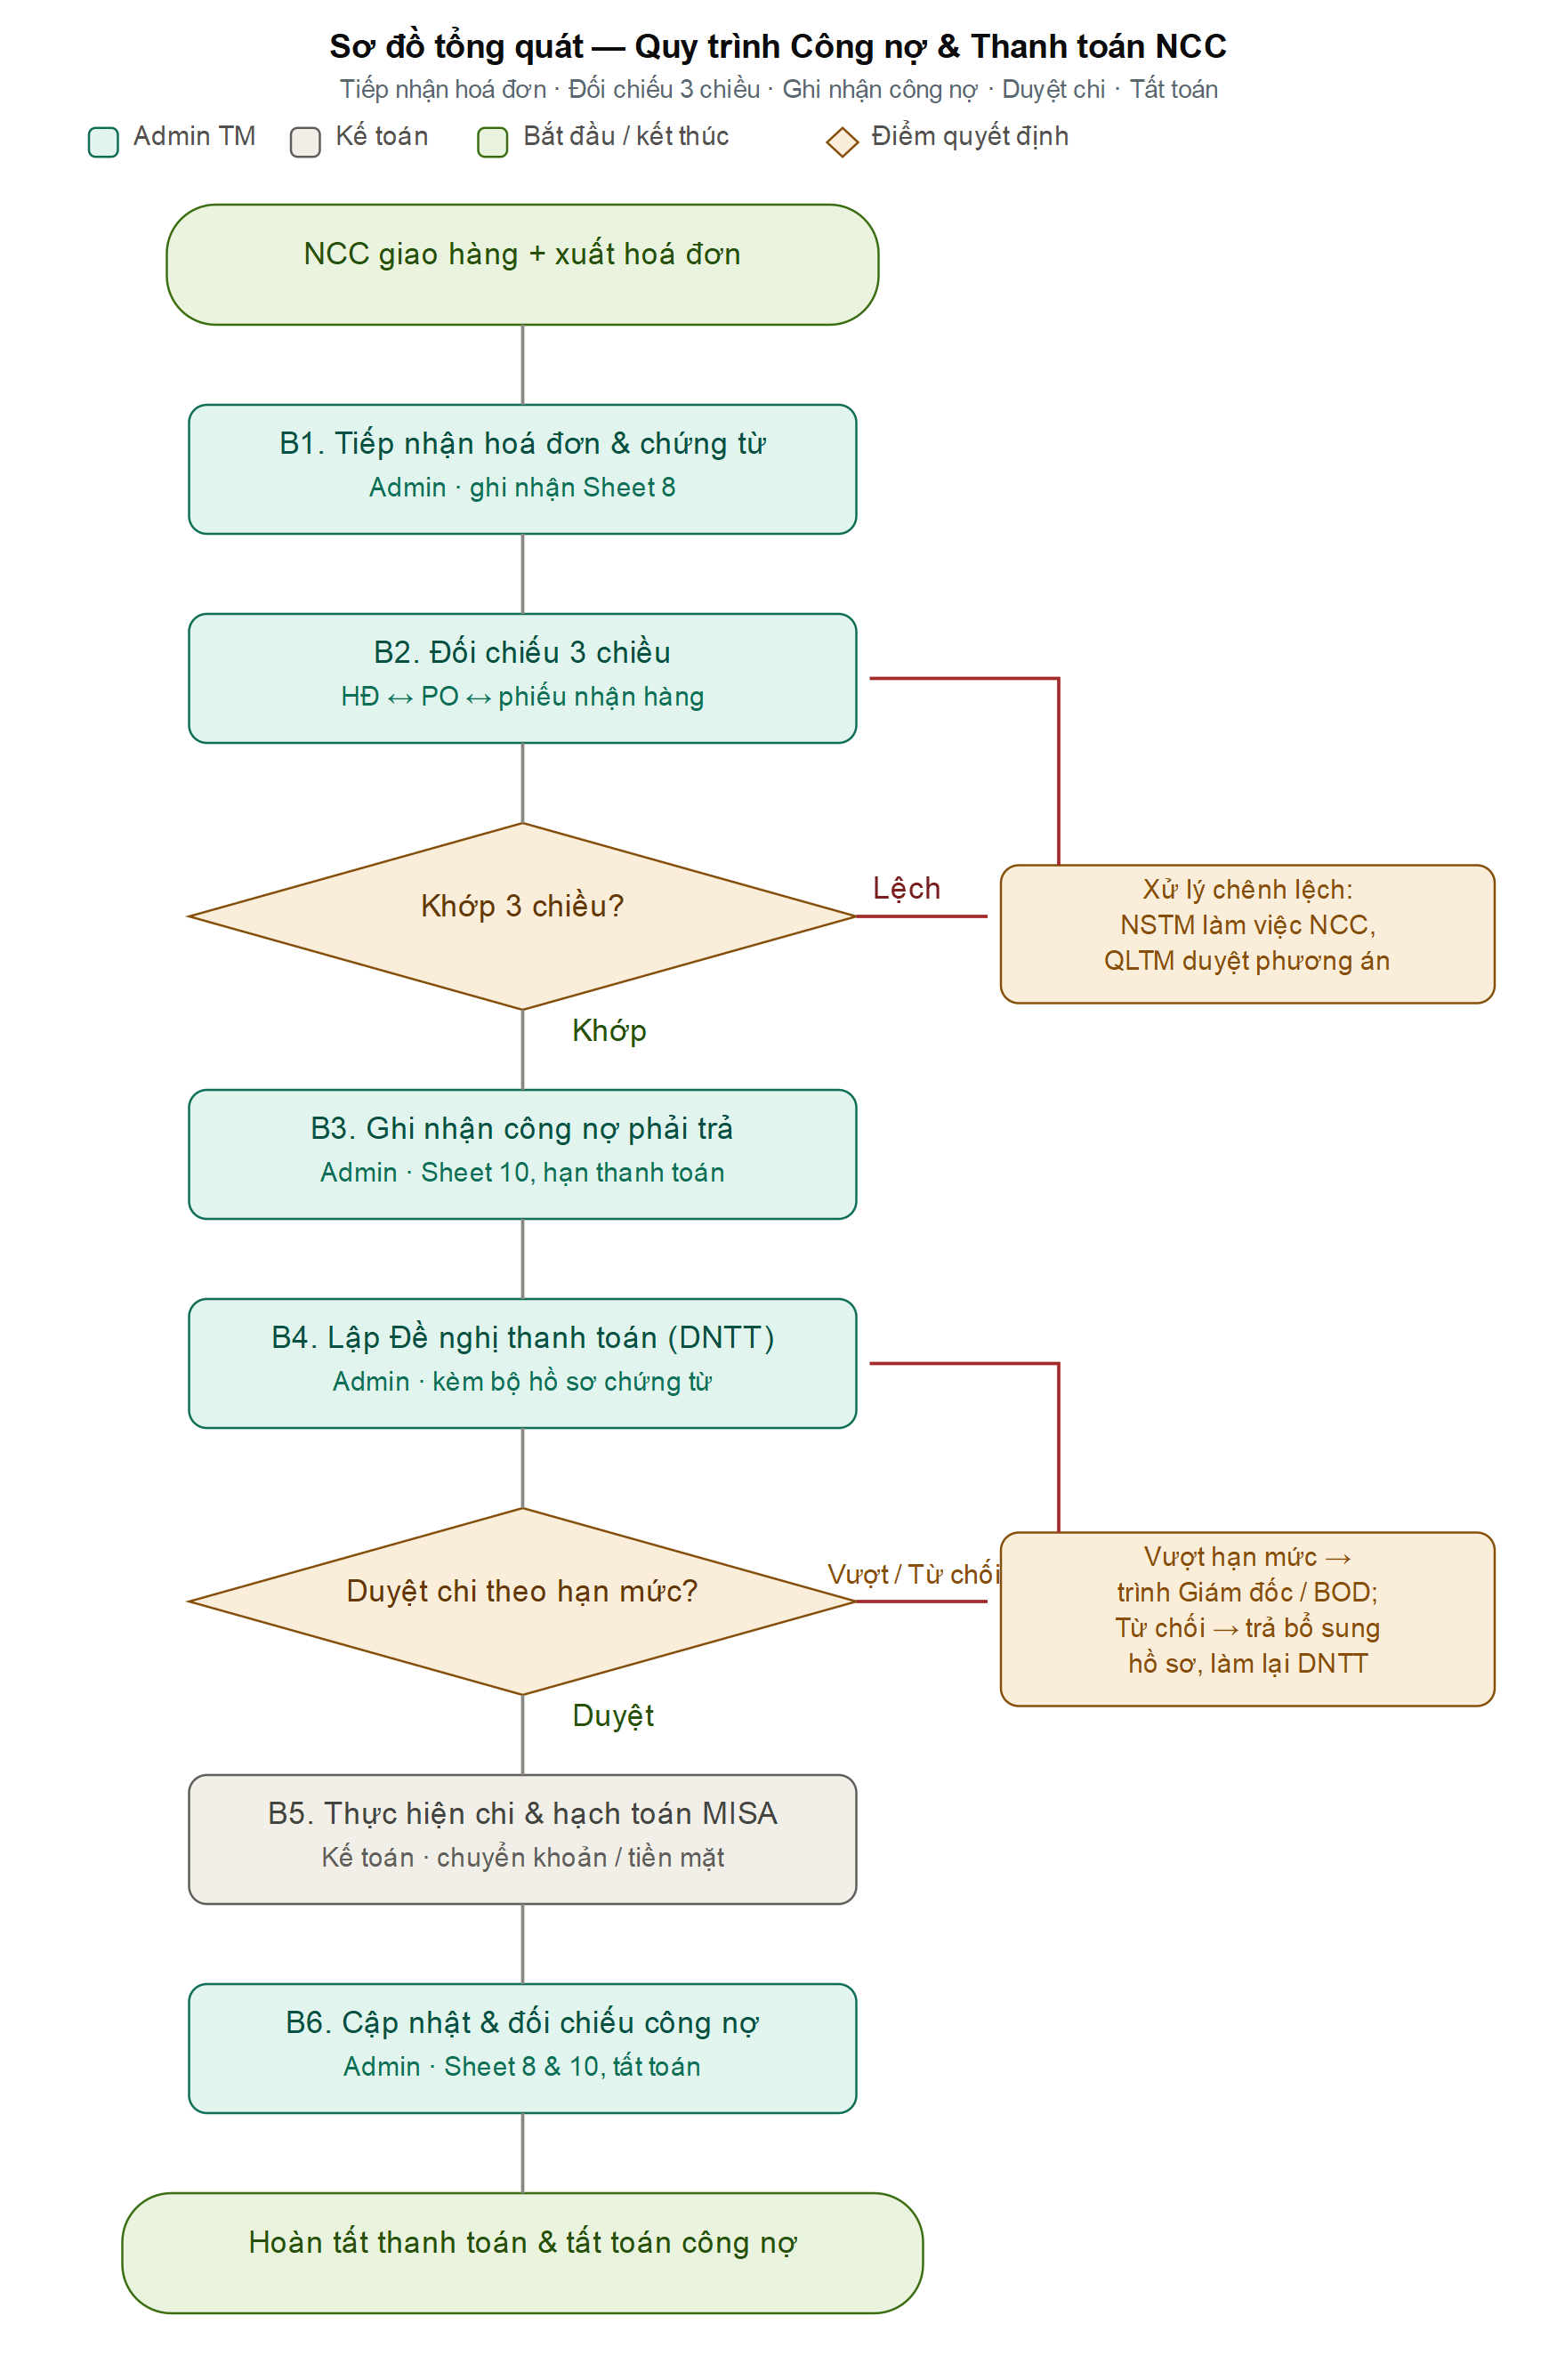 Sơ đồ tổng quát — Quy trình Công nợ & Thanh toán NCC
Tiếp nhận hoá đơn · Đối chiếu 3 chiều · Ghi nhận công nợ · Duyệt chi · Tất toán
Admin TM
Kế toán
Bắt đầu / kết thúc
Điểm quyết định
NCC giao hàng + xuất hoá đơn
B1. Tiếp nhận hoá đơn & chứng từ
Admin · ghi nhận Sheet 8
B2. Đối chiếu 3 chiều
HĐ ↔ PO ↔ phiếu nhận hàng
Khớp 3 chiều?
Lệch
Xử lý chênh lệch:
NSTM làm việc NCC,
QLTM duyệt phương án
Khớp
B3. Ghi nhận công nợ phải trả
Admin · Sheet 10, hạn thanh toán
B4. Lập Đề nghị thanh toán (DNTT)
Admin · kèm bộ hồ sơ chứng từ
Duyệt chi theo hạn mức?
Vượt / Từ chối
Vượt hạn mức →
trình Giám đốc / BOD;
Từ chối → trả bổ sung
hồ sơ, làm lại DNTT
Duyệt
B5. Thực hiện chi & hạch toán MISA
Kế toán · chuyển khoản / tiền mặt
B6. Cập nhật & đối chiếu công nợ
Admin · Sheet 8 & 10, tất toán
Hoàn tất thanh toán & tất toán công nợ